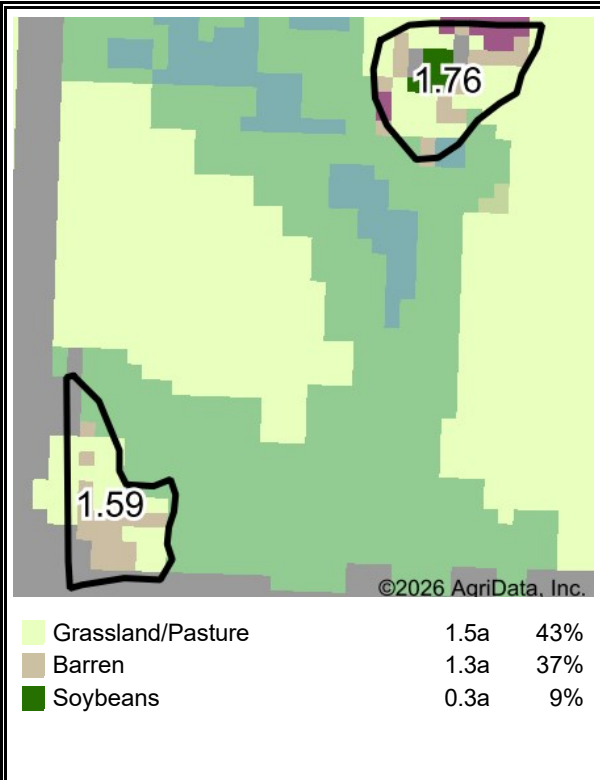 1.76
1.59
©2026 AgriData, Inc.
Grassland/Pasture 1.5a 43%
Barren 1.3a 37%
Soybeans 0.3a 9%